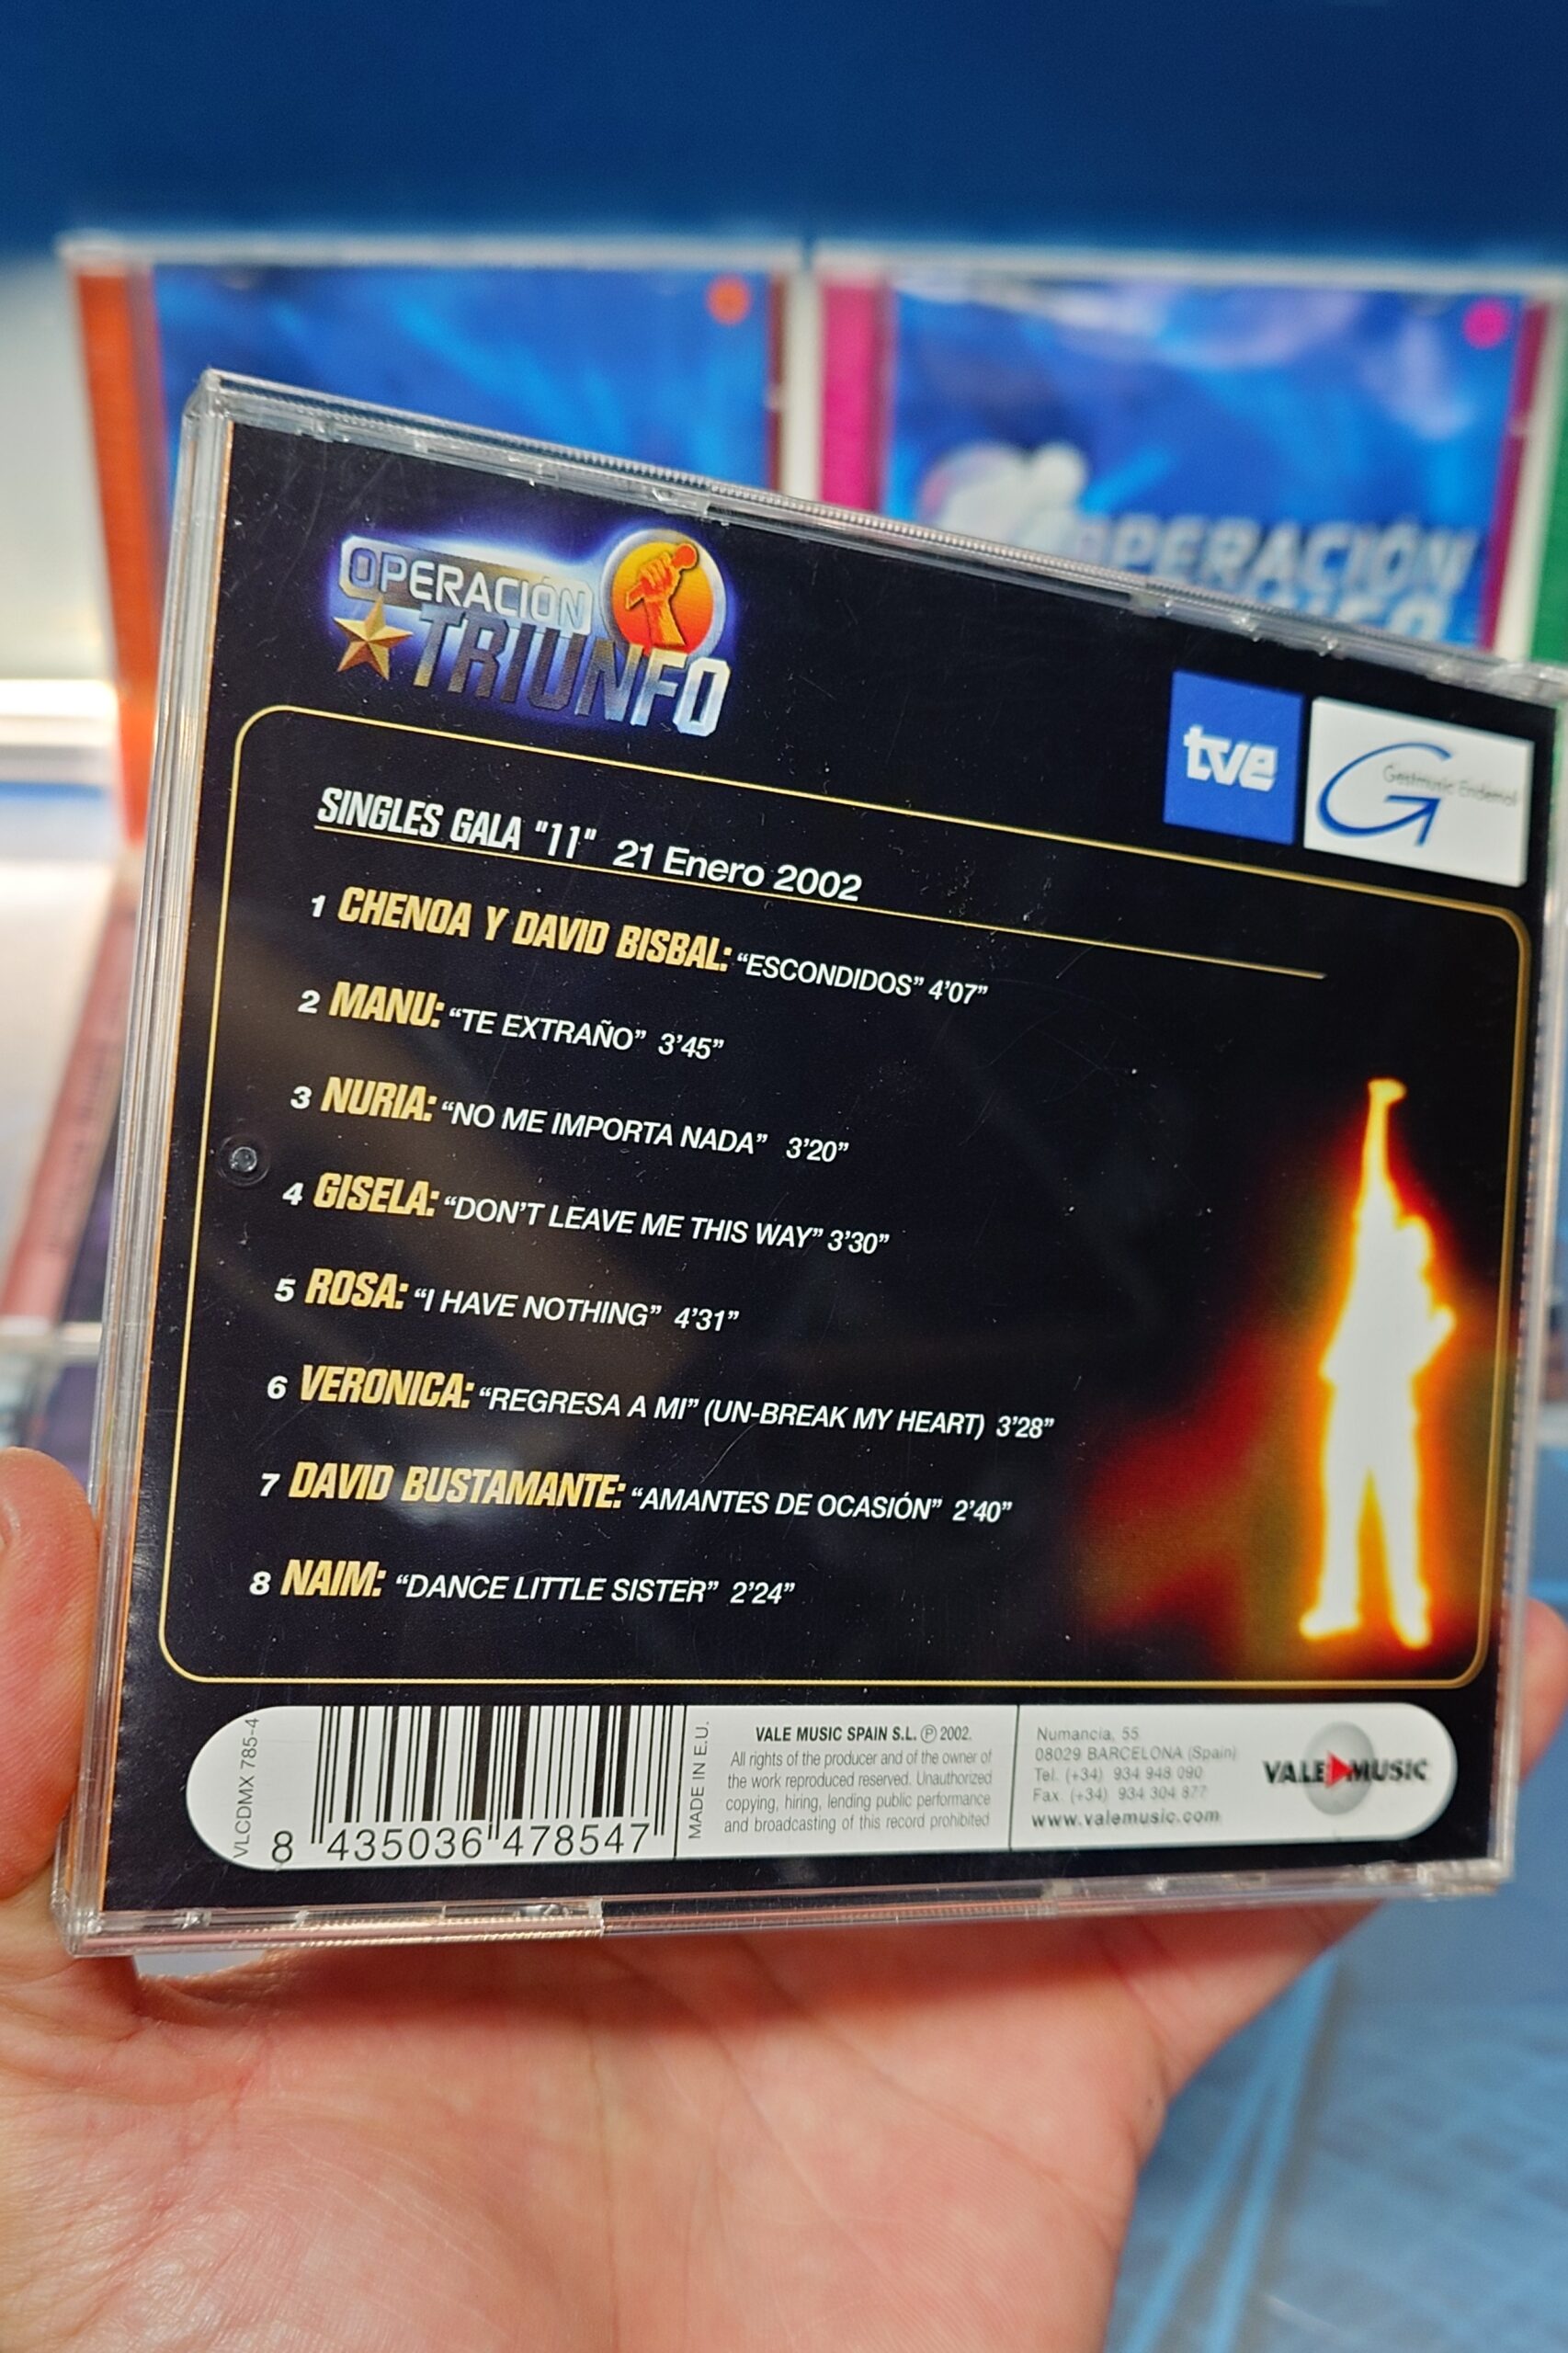 OPERACIÓN
OPERACIÓN
TRIUNFO
tve
Gestmusic Endemol
SINGLES GALA "11" 21 Enero 2002
1 CHENOA Y DAVID BISBAL: “ESCONDIDOS” 4’07”
2 MANU: “TE EXTRAÑO” 3’45”
3 NURIA: “NO ME IMPORTA NADA” 3’20”
4 GISELA: “DON’T LEAVE ME THIS WAY” 3’30”
5 ROSA: “I HAVE NOTHING” 4’31”
6 VERONICA: “REGRESA A MI” (UN-BREAK MY HEART) 3’28”
7 DAVID BUSTAMANTE: “AMANTES DE OCASIÓN” 2’40”
8 NAIM: “DANCE LITTLE SISTER” 2’24”
VLCDMX 785-4
8 435036 478547
MADE IN E.U.
VALE MUSIC SPAIN S.L. Ⓟ 2002.
All rights of the producer and of the owner of
the work reproduced reserved. Unauthorized
copying, hiring, lending public performance
and broadcasting of this record prohibited
Numancia, 55
08029 BARCELONA (Spain)
Tel. (+34) 934 948 090
Fax. (+34) 934 304 877
www.valemusic.com
VALE MUSIC